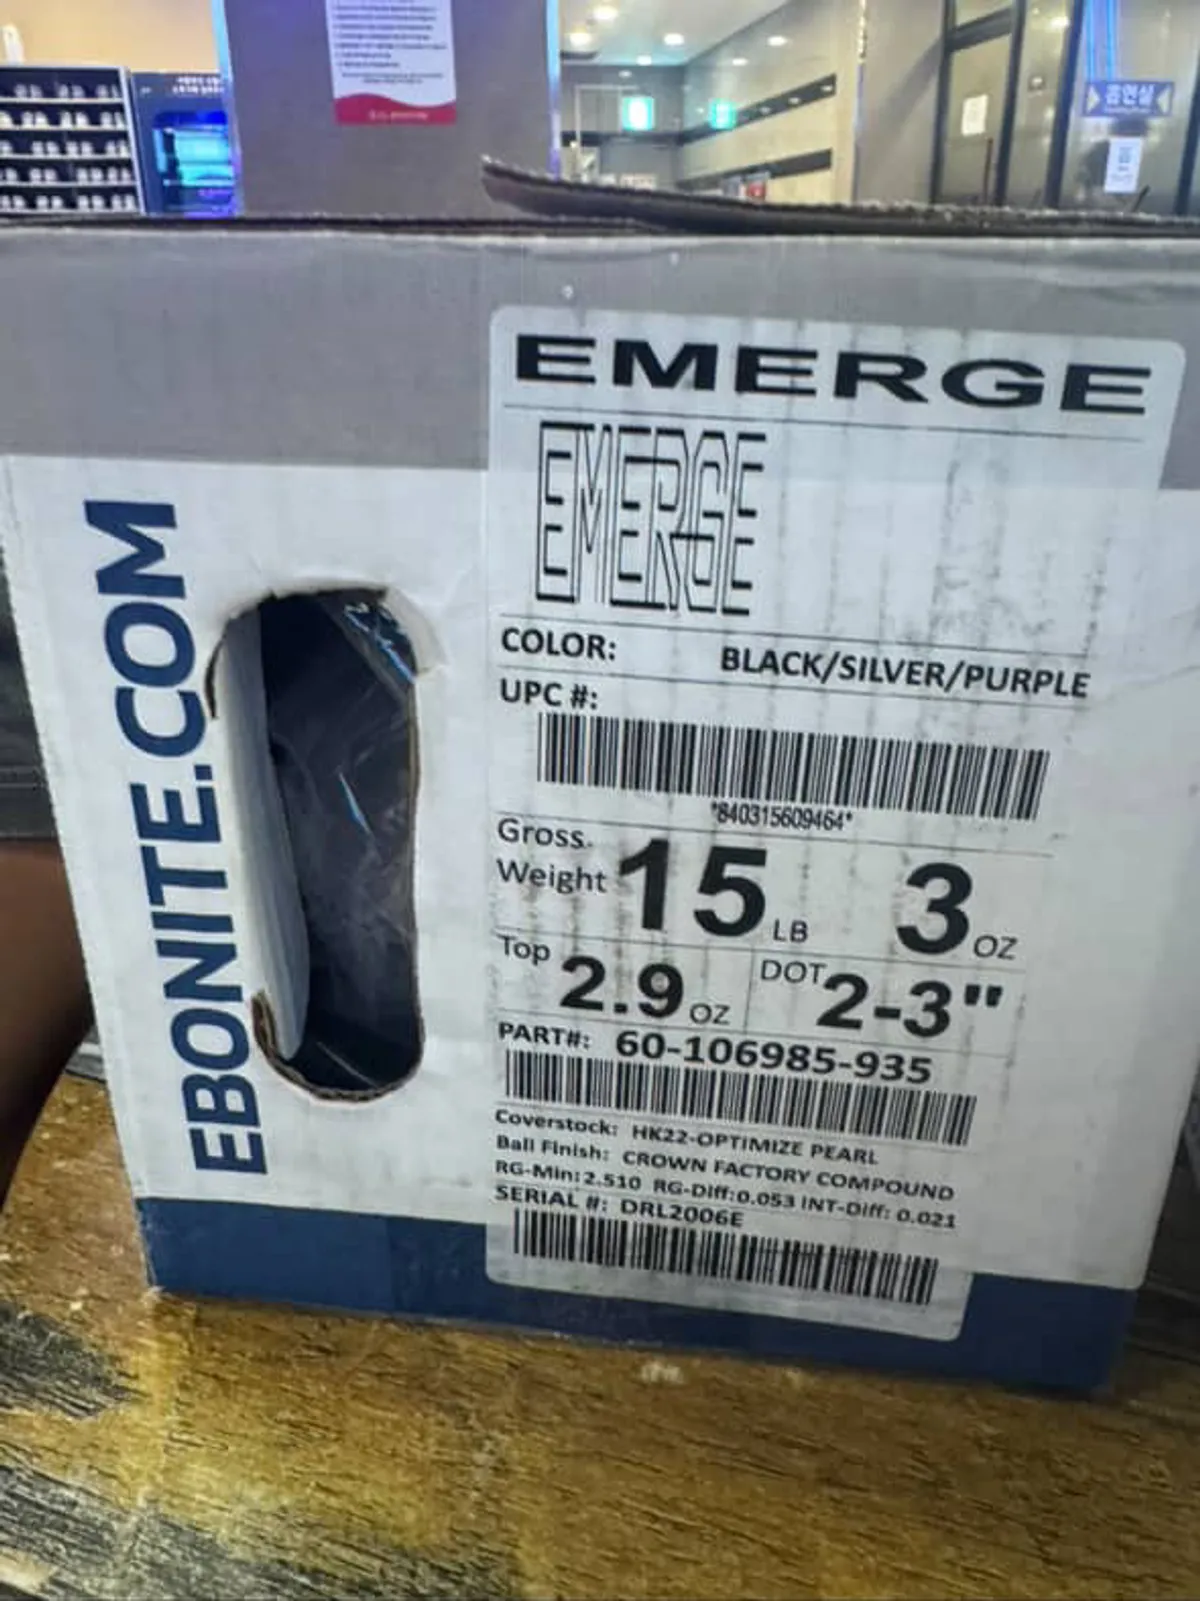 흡연실
EMERGE
EMERGE
COLOR: BLACK/SILVER/PURPLE
UPC #:
*840315609464*
Gross Weight 15 LB 3 OZ
Top 2.9 OZ DOT 2-3"
PART#: 60-106985-935
Coverstock: HK22-OPTIMIZE PEARL
Ball Finish: CROWN FACTORY COMPOUND
RG-Min: 2.510 RG-Diff: 0.053 INT-Diff: 0.021
SERIAL #: DRL2006E
EBONITE.COM